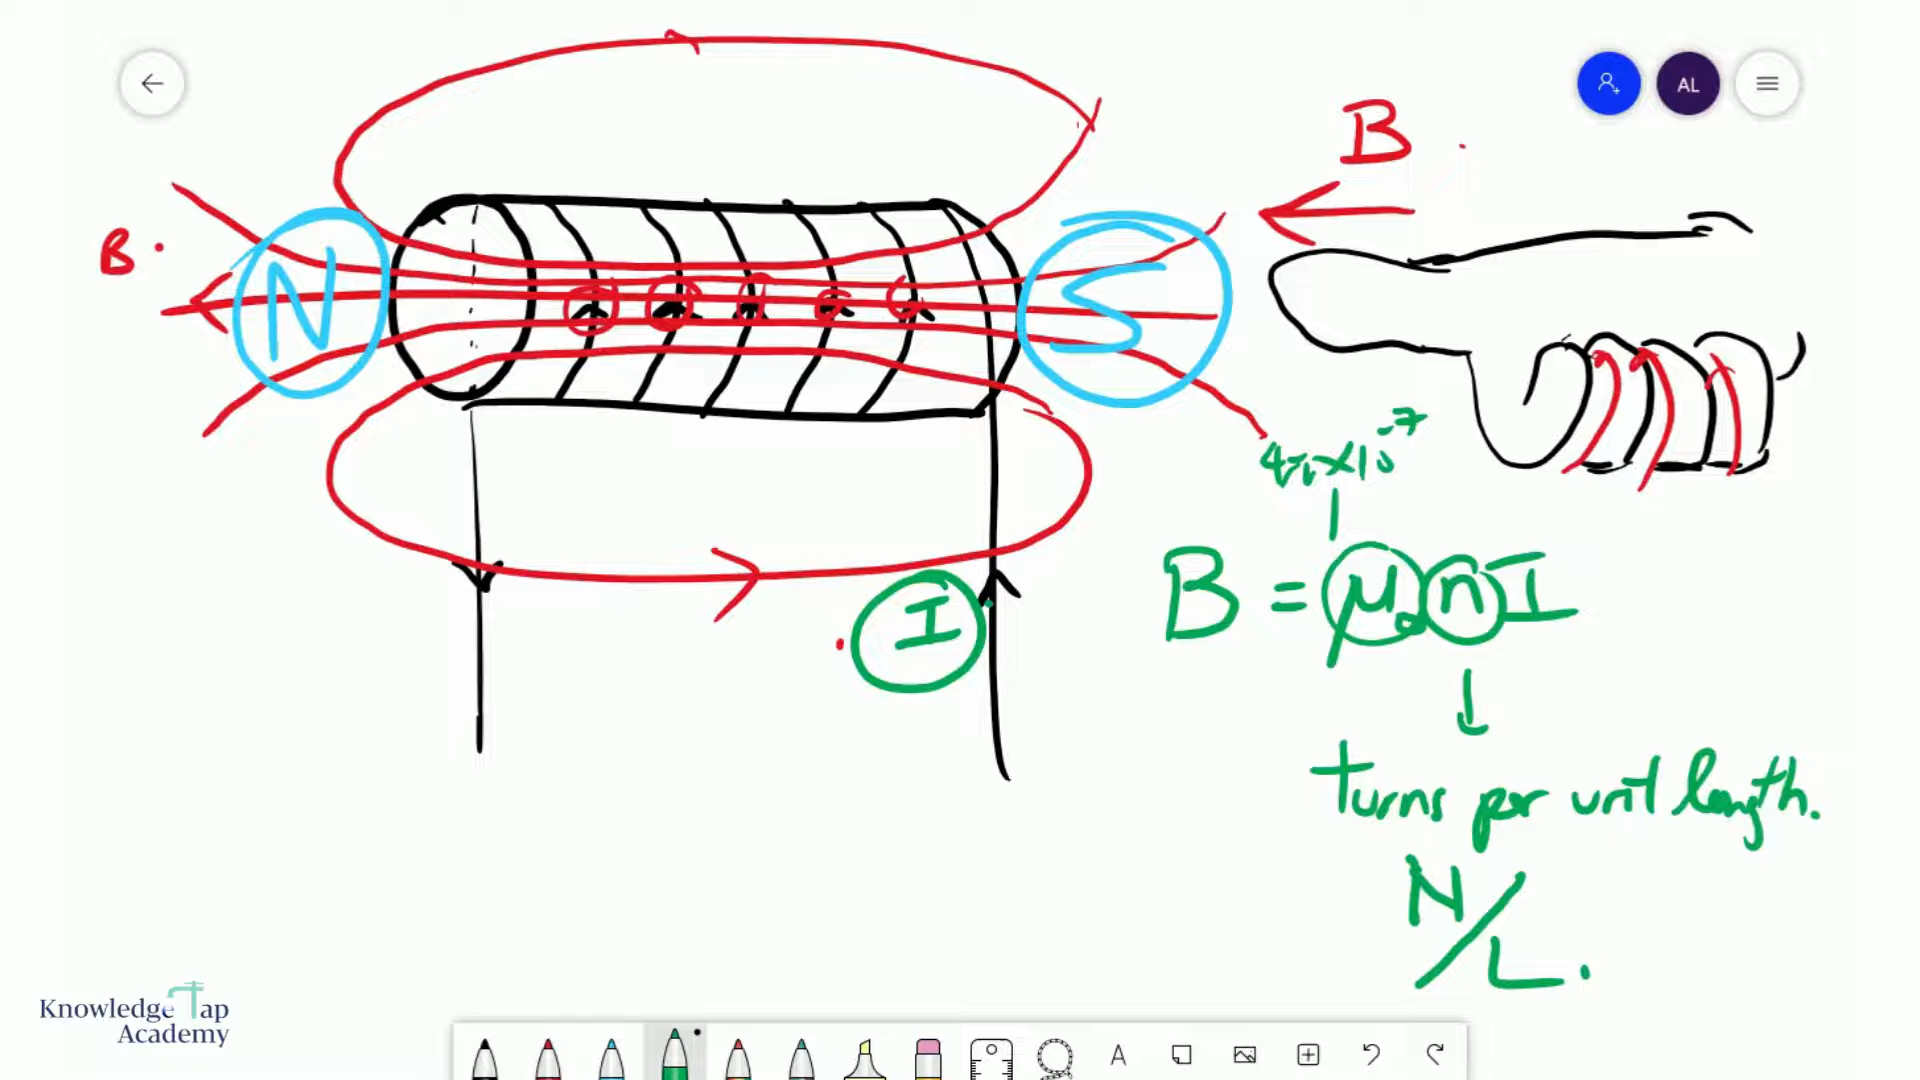 AL
B
B
N
S
4π×10⁻⁷
I
B = μ₀nI
turns per unit length.
N/L.
Knowledge Tap
Academy
A